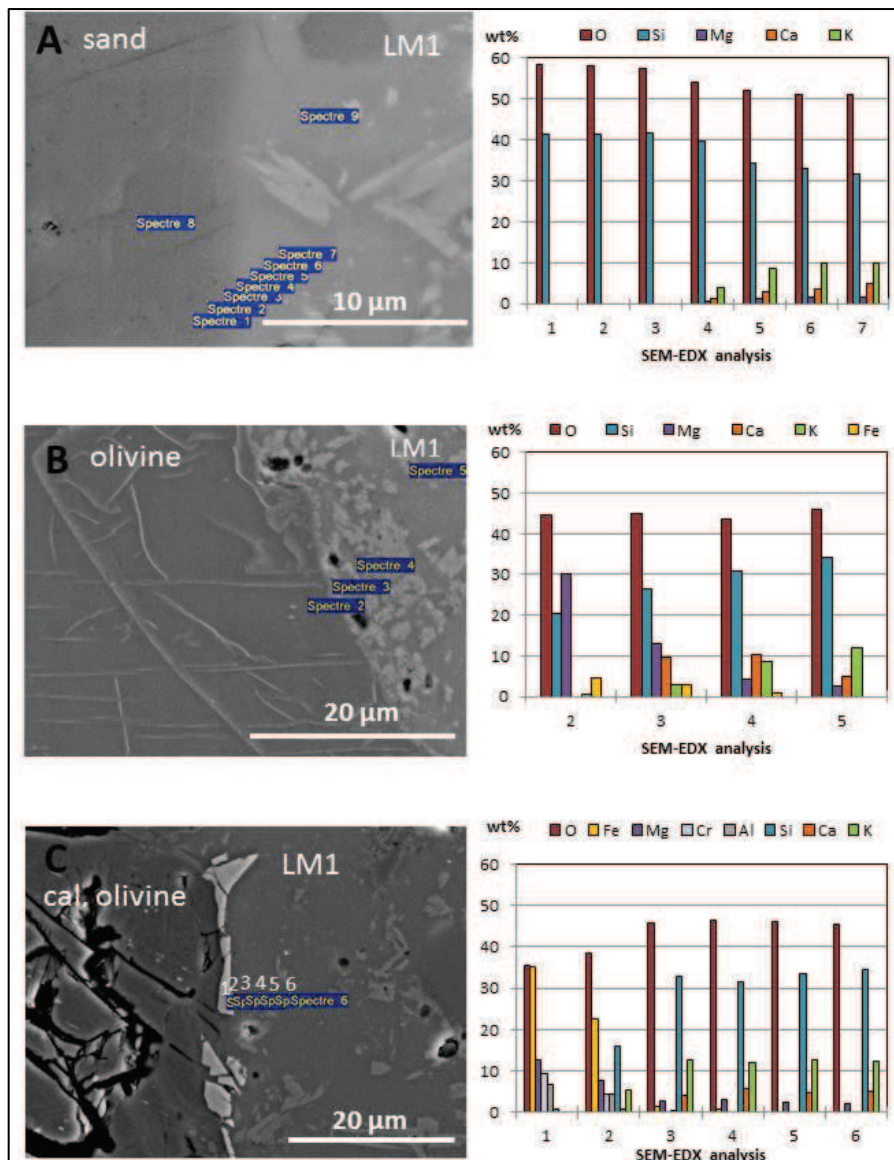 A sand LM1
Spectre 9
Spectre 8
Spectre 7
Spectre 6
Spectre 5
Spectre 4
Spectre 3
Spectre 2
Spectre 1
10 µm
wt% O Si Mg Ca K
60
50
40
30
20
10
0
1 2 3 4 5 6 7
SEM-EDX analysis
B olivine LM1
Spectre 5
Spectre 4
Spectre 3
Spectre 2
20 µm
wt% O Si Mg Ca K Fe
60
50
40
30
20
10
0
2 3 4 5
SEM-EDX analysis
C LM1
cal. olivine
2 3 4 5 6
Spectre 6
20 µm
wt% O Fe Mg Cr Al Si Ca K
60
50
40
30
20
10
0
1 2 3 4 5 6
SEM-EDX analysis